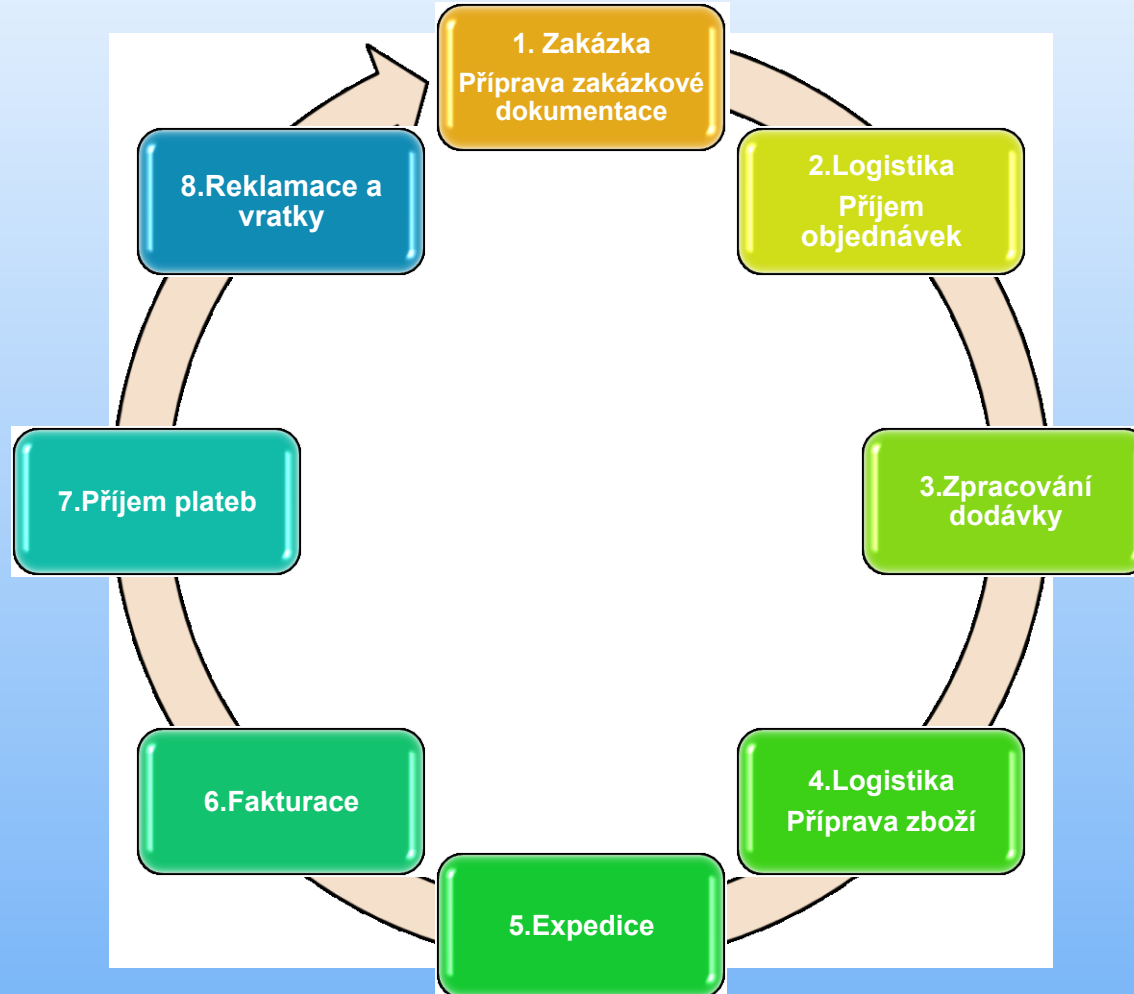 1. Zakázka
Příprava zakázkové
dokumentace
2.Logistika
Příjem
objednávek
3.Zpracování
dodávky
4.Logistika
Příprava zboží
5.Expedice
6.Fakturace
7.Příjem plateb
8.Reklamace a
vratky